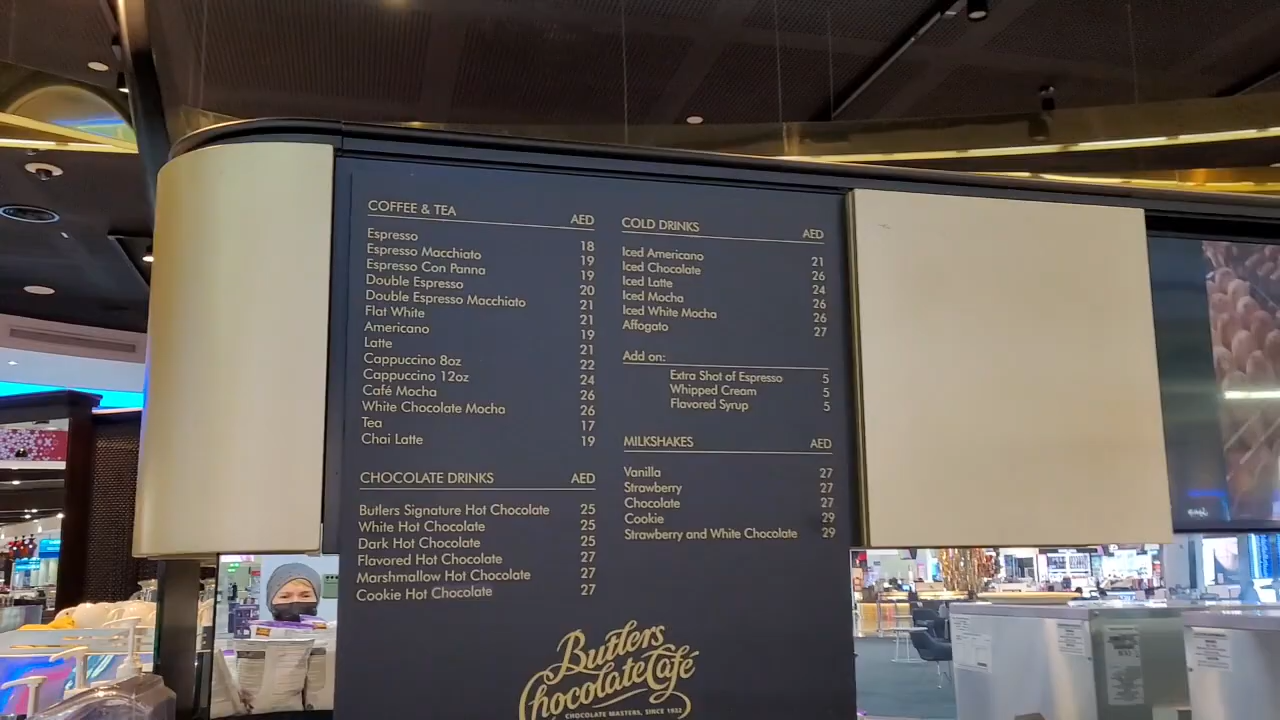 COFFEE & TEA AED
Espresso 18
Espresso Macchiato 19
Espresso Con Panna 19
Double Espresso 20
Double Espresso Macchiato 21
Flat White 21
Americano 19
Latte 21
Cappuccino 8oz 22
Cappuccino 12oz 24
Café Mocha 26
White Chocolate Mocha 26
Tea 17
Chai Latte 19
CHOCOLATE DRINKS AED
Butlers Signature Hot Chocolate 25
White Hot Chocolate 25
Dark Hot Chocolate 25
Flavored Hot Chocolate 27
Marshmallow Hot Chocolate 27
Cookie Hot Chocolate 27
COLD DRINKS AED
Iced Americano 21
Iced Chocolate 26
Iced Latte 24
Iced Mocha 26
Iced White Mocha 26
Affogato 27
Add on:
Extra Shot of Espresso 5
Whipped Cream 5
Flavored Syrup 5
MILKSHAKES AED
Vanilla 27
Strawberry 27
Chocolate 27
Cookie 29
Strawberry and White Chocolate 29
Butlers
Chocolate Café
CHOCOLATE MASTERS, SINCE 1932